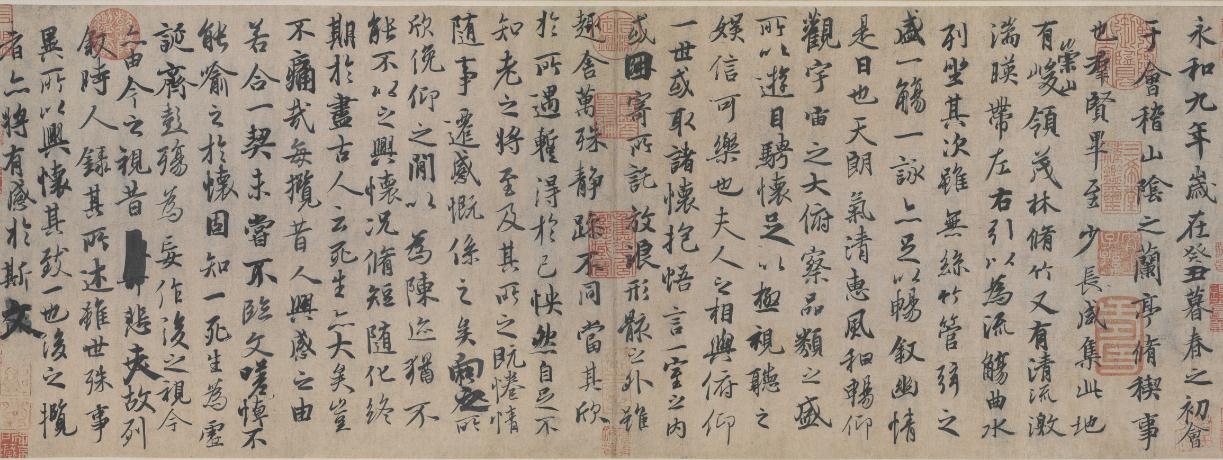 永和九年歲在癸丑暮春之初會
于會稽山陰之蘭亭脩稧事
也羣賢畢至少長咸集此地
有崇山峻領茂林脩竹又有清流激
湍暎帶左右引以為流觴曲水
列坐其次雖無絲竹管弦之
盛一觴一詠亦足以暢叙幽情
是日也天朗氣清惠風和暢仰
觀宇宙之大俯察品類之盛
所以遊目騁懷足以極視聽之
娛信可樂也夫人之相與俯仰
一世或取諸懷抱悟言一室之內
或因寄所託放浪形骸之外雖
趣舍萬殊靜躁不同當其欣
於所遇暫得於己怏然自足不
知老之將至及其所之既惓情
隨事遷感慨係之矣向之所
欣俛仰之閒以為陳迹猶不
能不以之興懷況脩短隨化終
期於盡古人云死生亦大矣豈
不痛哉每攬昔人興感之由
若合一契未嘗不臨文嗟悼不
能喻之於懷固知一死生為虛
誕齊彭殤為妄作後之視今
亦由今之視昔悲夫故列
叙時人錄其所述雖世殊事
異所以興懷其致一也後之攬
者亦將有感於斯文